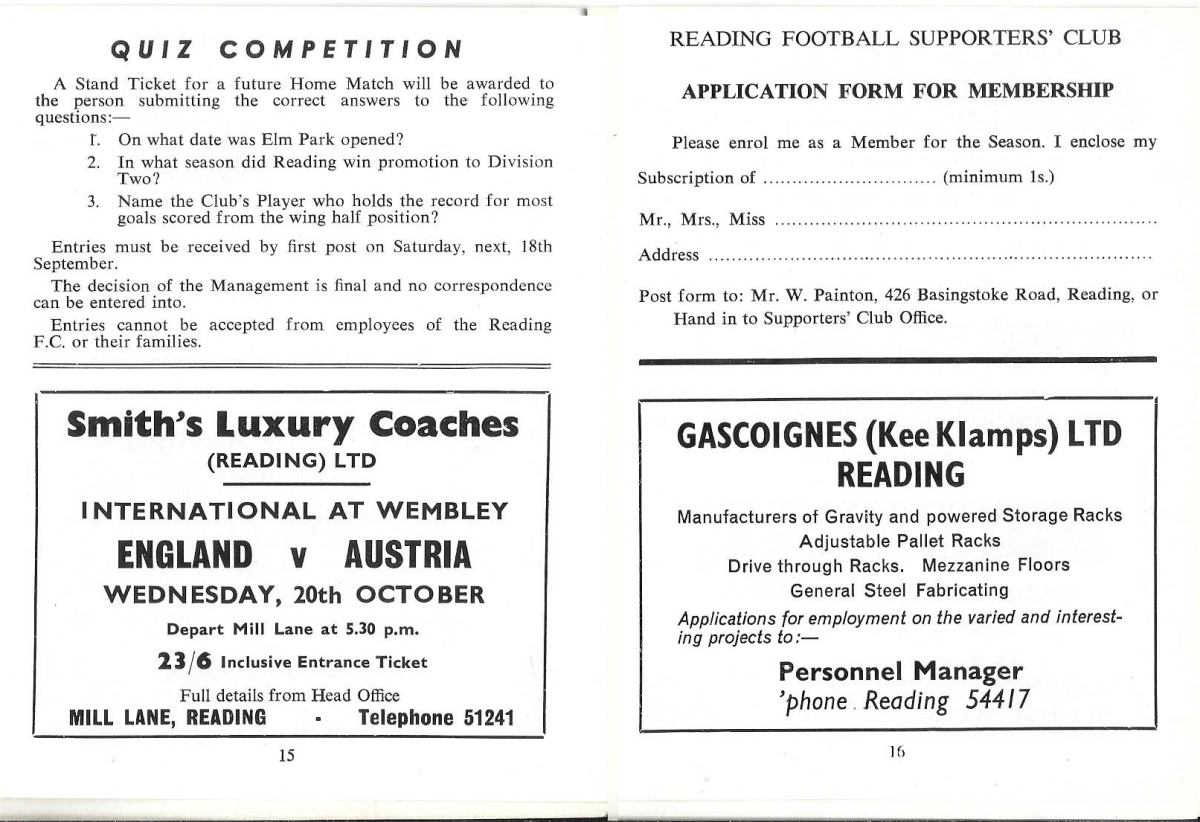 QUIZ COMPETITION
A Stand Ticket for a future Home Match will be awarded to
the person submitting the correct answers to the following
questions:—
1. On what date was Elm Park opened?
2. In what season did Reading win promotion to Division
Two?
3. Name the Club's Player who holds the record for most
goals scored from the wing half position?
Entries must be received by first post on Saturday, next, 18th
September.
The decision of the Management is final and no correspondence
can be entered into.
Entries cannot be accepted from employees of the Reading
F.C. or their families.
Smith's Luxury Coaches
(READING) LTD
INTERNATIONAL AT WEMBLEY
ENGLAND v AUSTRIA
WEDNESDAY, 20th OCTOBER
Depart Mill Lane at 5.30 p.m.
23/6 Inclusive Entrance Ticket
Full details from Head Office
MILL LANE, READING - Telephone 51241
15
READING FOOTBALL SUPPORTERS' CLUB
APPLICATION FORM FOR MEMBERSHIP
Please enrol me as a Member for the Season. I enclose my
Subscription of .............................. (minimum 1s.)
Mr., Mrs., Miss ..................................................................
Address ............................................................................
Post form to: Mr. W. Painton, 426 Basingstoke Road, Reading, or
Hand in to Supporters' Club Office.
GASCOIGNES (Kee Klamps) LTD
READING
Manufacturers of Gravity and powered Storage Racks
Adjustable Pallet Racks
Drive through Racks. Mezzanine Floors
General Steel Fabricating
Applications for employment on the varied and interest-
ing projects to:—
Personnel Manager
'phone . Reading 54417
16